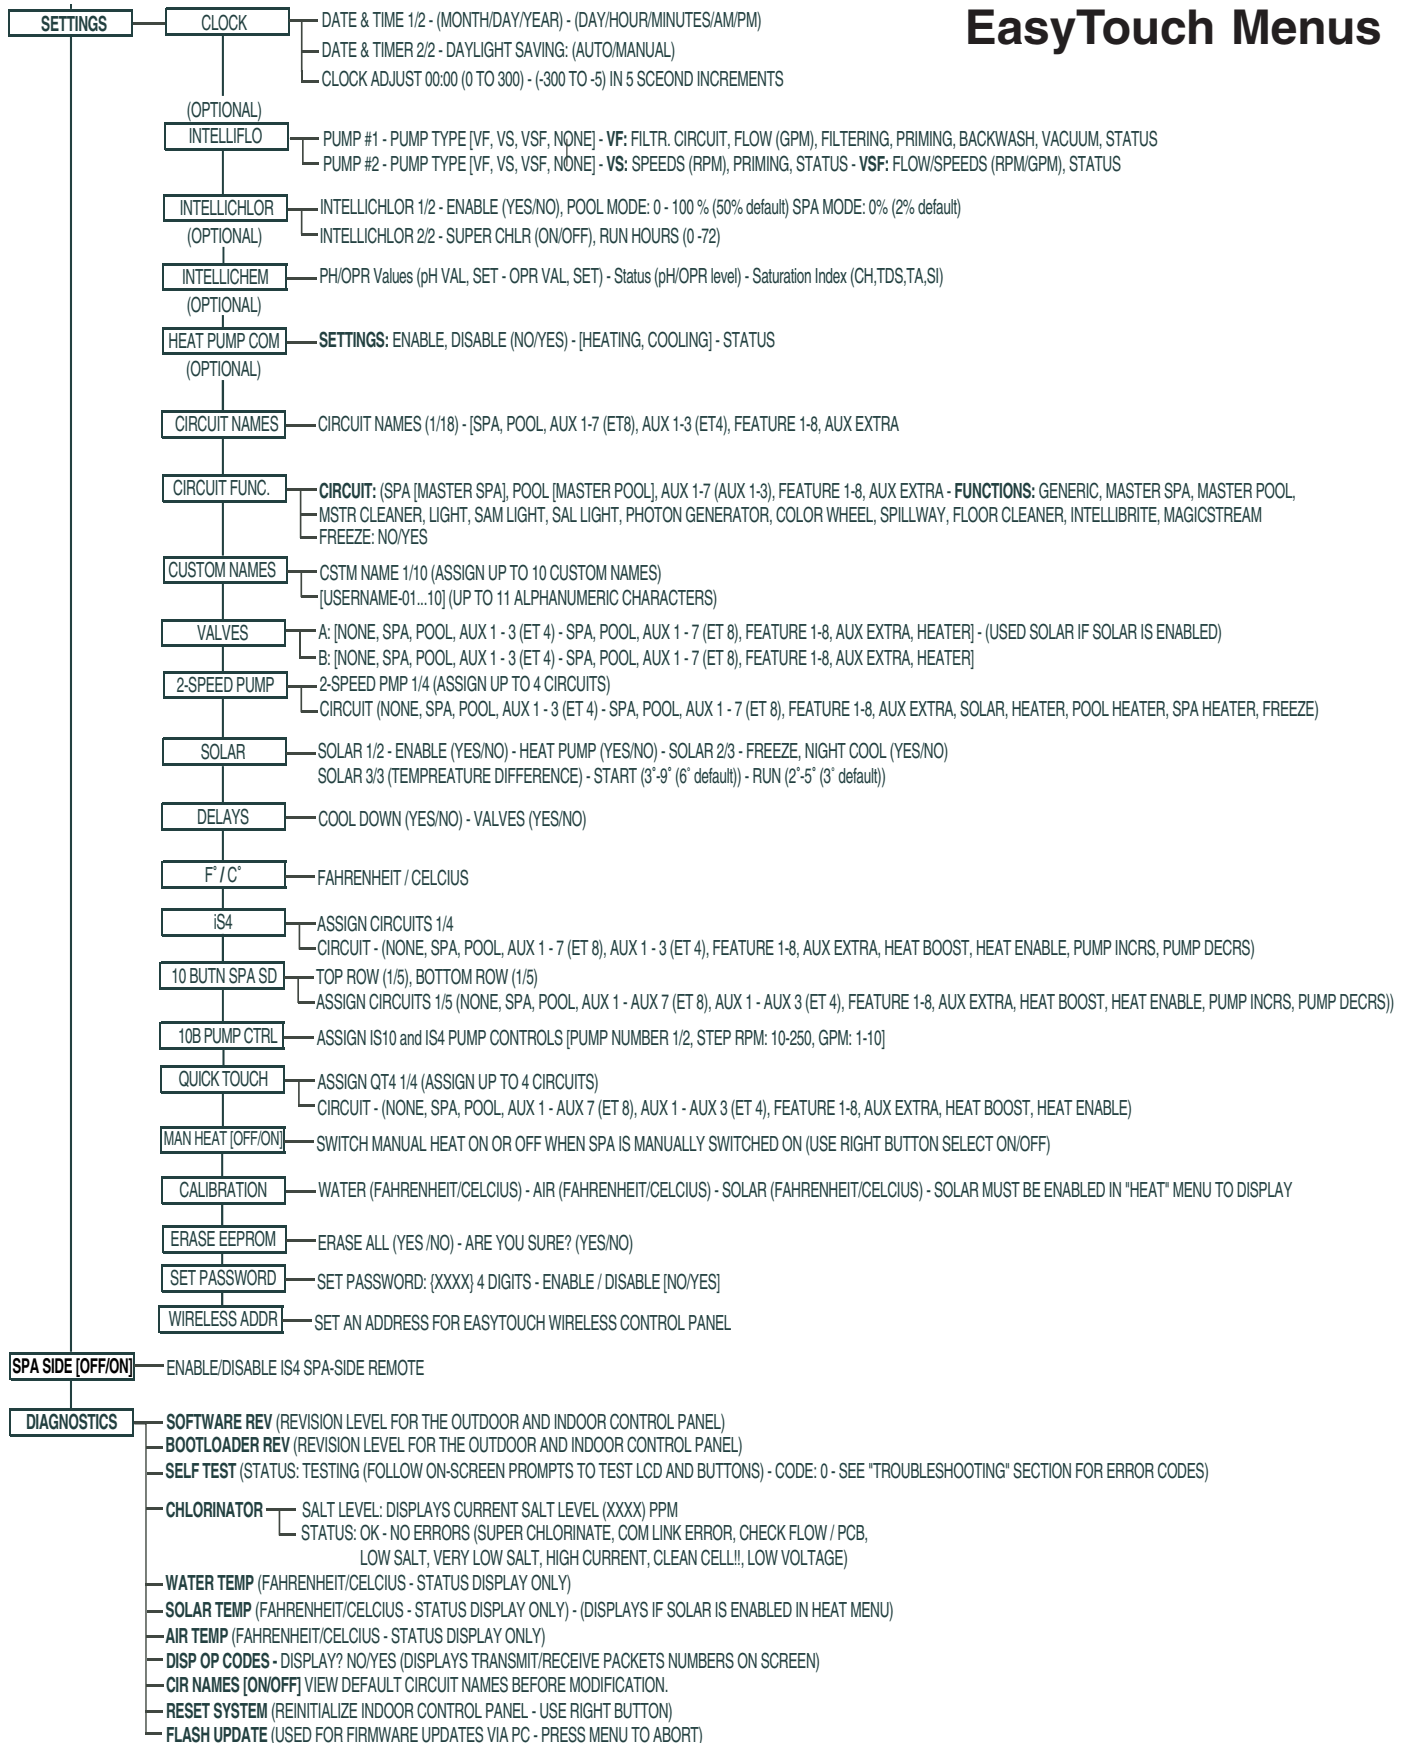 EasyTouch Menus
SETTINGS
CLOCK
DATE & TIME 1/2 - (MONTH/DAY/YEAR) - (DAY/HOUR/MINUTES/AM/PM)
DATE & TIMER 2/2 - DAYLIGHT SAVING: (AUTO/MANUAL)
CLOCK ADJUST 00:00 (0 TO 300) - (-300 TO -5) IN 5 SCEOND INCREMENTS
(OPTIONAL)
INTELLIFLO
PUMP #1 - PUMP TYPE [VF, VS, VSF, NONE] - VF: FILTR. CIRCUIT, FLOW (GPM), FILTERING, PRIMING, BACKWASH, VACUUM, STATUS
PUMP #2 - PUMP TYPE [VF, VS, VSF, NONE] - VS: SPEEDS (RPM), PRIMING, STATUS - VSF: FLOW/SPEEDS (RPM/GPM), STATUS
INTELLICHLOR
INTELLICHLOR 1/2 - ENABLE (YES/NO), POOL MODE: 0 - 100 % (50% default) SPA MODE: 0% (2% default)
(OPTIONAL)
INTELLICHLOR 2/2 - SUPER CHLR (ON/OFF), RUN HOURS (0 -72)
INTELLICHEM
PH/OPR Values (pH VAL, SET - OPR VAL, SET) - Status (pH/OPR level) - Saturation Index (CH,TDS,TA,SI)
(OPTIONAL)
HEAT PUMP COM
SETTINGS: ENABLE, DISABLE (NO/YES) - [HEATING, COOLING] - STATUS
(OPTIONAL)
CIRCUIT NAMES
CIRCUIT NAMES (1/18) - [SPA, POOL, AUX 1-7 (ET8), AUX 1-3 (ET4), FEATURE 1-8, AUX EXTRA
CIRCUIT FUNC.
CIRCUIT: (SPA [MASTER SPA], POOL [MASTER POOL], AUX 1-7 (AUX 1-3), FEATURE 1-8, AUX EXTRA - FUNCTIONS: GENERIC, MASTER SPA, MASTER POOL,
MSTR CLEANER, LIGHT, SAM LIGHT, SAL LIGHT, PHOTON GENERATOR, COLOR WHEEL, SPILLWAY, FLOOR CLEANER, INTELLIBRITE, MAGICSTREAM
FREEZE: NO/YES
CUSTOM NAMES
CSTM NAME 1/10 (ASSIGN UP TO 10 CUSTOM NAMES)
[USERNAME-01...10] (UP TO 11 ALPHANUMERIC CHARACTERS)
VALVES
A: [NONE, SPA, POOL, AUX 1 - 3 (ET 4) - SPA, POOL, AUX 1 - 7 (ET 8), FEATURE 1-8, AUX EXTRA, HEATER] - (USED SOLAR IF SOLAR IS ENABLED)
B: [NONE, SPA, POOL, AUX 1 - 3 (ET 4) - SPA, POOL, AUX 1 - 7 (ET 8), FEATURE 1-8, AUX EXTRA, HEATER]
2-SPEED PUMP
2-SPEED PMP 1/4 (ASSIGN UP TO 4 CIRCUITS)
CIRCUIT (NONE, SPA, POOL, AUX 1 - 3 (ET 4) - SPA, POOL, AUX 1 - 7 (ET 8), FEATURE 1-8, AUX EXTRA, SOLAR, HEATER, POOL HEATER, SPA HEATER, FREEZE)
SOLAR
SOLAR 1/2 - ENABLE (YES/NO) - HEAT PUMP (YES/NO) - SOLAR 2/3 - FREEZE, NIGHT COOL (YES/NO)
SOLAR 3/3 (TEMPREATURE DIFFERENCE) - START (3˚-9˚ (6˚ default)) - RUN (2˚-5˚ (3˚ default))
DELAYS
COOL DOWN (YES/NO) - VALVES (YES/NO)
F˚ / C˚
FAHRENHEIT / CELCIUS
iS4
ASSIGN CIRCUITS 1/4
CIRCUIT - (NONE, SPA, POOL, AUX 1 - 7 (ET 8), AUX 1 - 3 (ET 4), FEATURE 1-8, AUX EXTRA, HEAT BOOST, HEAT ENABLE, PUMP INCRS, PUMP DECRS)
10 BUTN SPA SD
TOP ROW (1/5), BOTTOM ROW (1/5)
ASSIGN CIRCUITS 1/5 (NONE, SPA, POOL, AUX 1 - AUX 7 (ET 8), AUX 1 - AUX 3 (ET 4), FEATURE 1-8, AUX EXTRA, HEAT BOOST, HEAT ENABLE, PUMP INCRS, PUMP DECRS))
10B PUMP CTRL
ASSIGN IS10 and IS4 PUMP CONTROLS [PUMP NUMBER 1/2, STEP RPM: 10-250, GPM: 1-10]
QUICK TOUCH
ASSIGN QT4 1/4 (ASSIGN UP TO 4 CIRCUITS)
CIRCUIT - (NONE, SPA, POOL, AUX 1 - AUX 7 (ET 8), AUX 1 - AUX 3 (ET 4), FEATURE 1-8, AUX EXTRA, HEAT BOOST, HEAT ENABLE)
MAN HEAT [OFF/ON]
SWITCH MANUAL HEAT ON OR OFF WHEN SPA IS MANUALLY SWITCHED ON (USE RIGHT BUTTON SELECT ON/OFF)
CALIBRATION
WATER (FAHRENHEIT/CELCIUS) - AIR (FAHRENHEIT/CELCIUS) - SOLAR (FAHRENHEIT/CELCIUS) - SOLAR MUST BE ENABLED IN "HEAT" MENU TO DISPLAY
ERASE EEPROM
ERASE ALL (YES /NO) - ARE YOU SURE? (YES/NO)
SET PASSWORD
SET PASSWORD: {XXXX} 4 DIGITS - ENABLE / DISABLE [NO/YES]
WIRELESS ADDR
SET AN ADDRESS FOR EASYTOUCH WIRELESS CONTROL PANEL
SPA SIDE [OFF/ON]
ENABLE/DISABLE IS4 SPA-SIDE REMOTE
DIAGNOSTICS
SOFTWARE REV (REVISION LEVEL FOR THE OUTDOOR AND INDOOR CONTROL PANEL)
BOOTLOADER REV (REVISION LEVEL FOR THE OUTDOOR AND INDOOR CONTROL PANEL)
SELF TEST (STATUS: TESTING (FOLLOW ON-SCREEN PROMPTS TO TEST LCD AND BUTTONS) - CODE: 0 - SEE "TROUBLESHOOTING" SECTION FOR ERROR CODES)
CHLORINATOR
SALT LEVEL: DISPLAYS CURRENT SALT LEVEL (XXXX) PPM
STATUS: OK - NO ERRORS (SUPER CHLORINATE, COM LINK ERROR, CHECK FLOW / PCB,
LOW SALT, VERY LOW SALT, HIGH CURRENT, CLEAN CELL!!, LOW VOLTAGE)
WATER TEMP (FAHRENHEIT/CELCIUS - STATUS DISPLAY ONLY)
SOLAR TEMP (FAHRENHEIT/CELCIUS - STATUS DISPLAY ONLY) - (DISPLAYS IF SOLAR IS ENABLED IN HEAT MENU)
AIR TEMP (FAHRENHEIT/CELCIUS - STATUS DISPLAY ONLY)
DISP OP CODES - DISPLAY? NO/YES (DISPLAYS TRANSMIT/RECEIVE PACKETS NUMBERS ON SCREEN)
CIR NAMES [ON/OFF] VIEW DEFAULT CIRCUIT NAMES BEFORE MODIFICATION.
RESET SYSTEM (REINITIALIZE INDOOR CONTROL PANEL - USE RIGHT BUTTON)
FLASH UPDATE (USED FOR FIRMWARE UPDATES VIA PC - PRESS MENU TO ABORT)